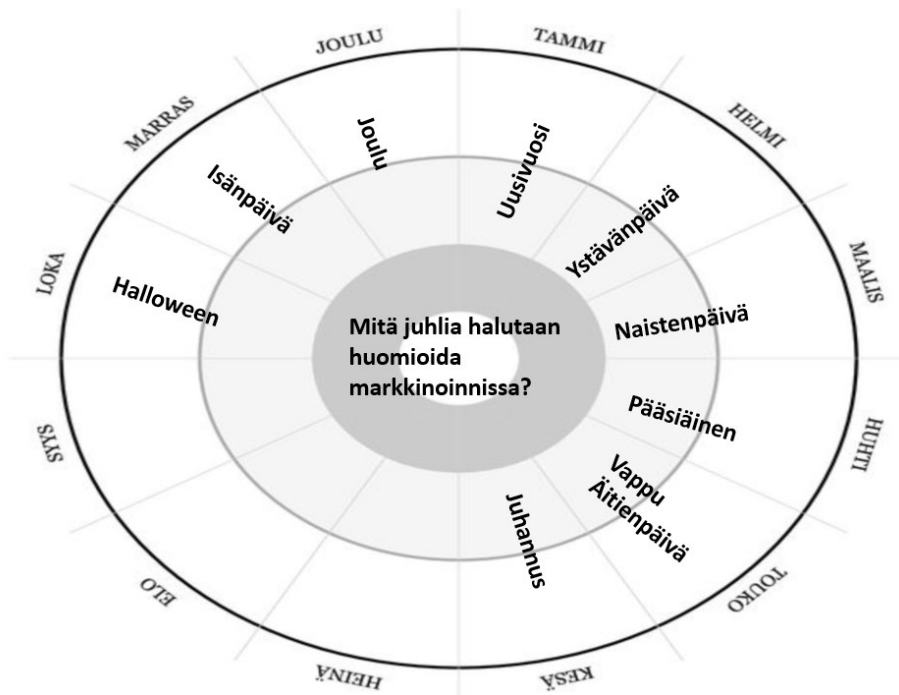 JOULU
TAMMI
MARRAS
HELMI
Joulu
Uusivuosi
Isänpäivä
Ystävänpäivä
LOKA
MAALIS
Halloween
Naistenpäivä
Mitä juhlia halutaan
huomioida
markkinoinnissa?
Pääsiäinen
SYYS
HUHTI
Vappu
Äitienpäivä
Juhannus
ELO
TOUKO
HEINÄ
KESÄ